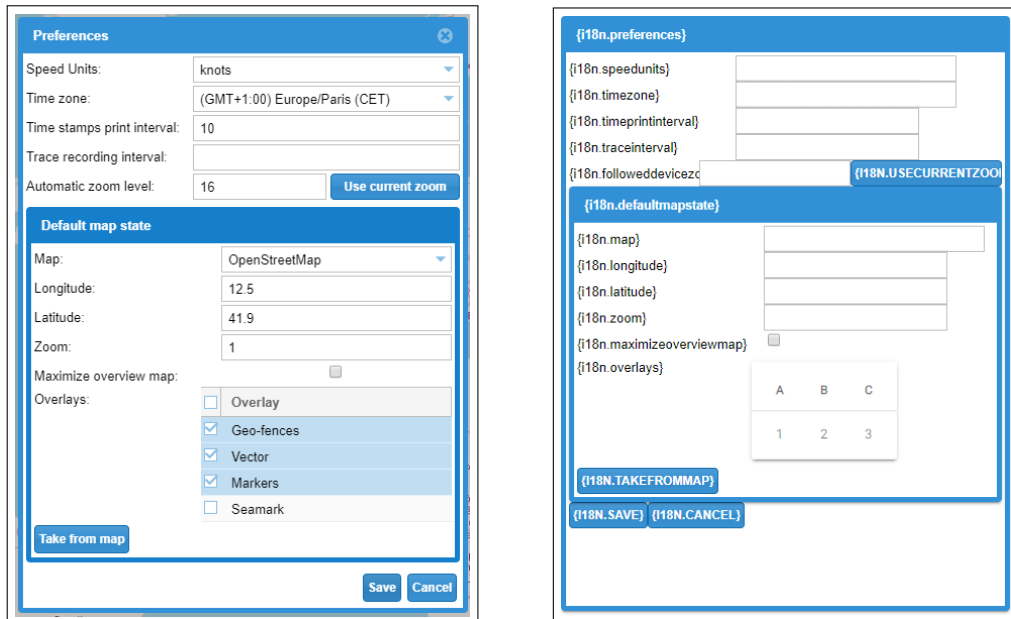 Preferences
Speed Units: knots
Time zone: (GMT+1:00) Europe/Paris (CET)
Time stamps print interval: 10
Trace recording interval:
Automatic zoom level: 16 Use current zoom
Default map state
Map: OpenStreetMap
Longitude: 12.5
Latitude: 41.9
Zoom: 1
Maximize overview map:
Overlays: Overlay
Geo-fences
Vector
Markers
Seamark
Take from map
Save Cancel
{i18n.preferences}
{i18n.speedunits}
{i18n.timezone}
{i18n.timeprintinterval}
{i18n.traceinterval}
{i18n.followeddevicezo {I18N.USECURRENTZOO
{i18n.defaultmapstate}
{i18n.map}
{i18n.longitude}
{i18n.latitude}
{i18n.zoom}
{i18n.maximizeoverviewmap}
{i18n.overlays}
A B C
1 2 3
{I18N.TAKEFROMMAP}
{I18N.SAVE} {I18N.CANCEL}